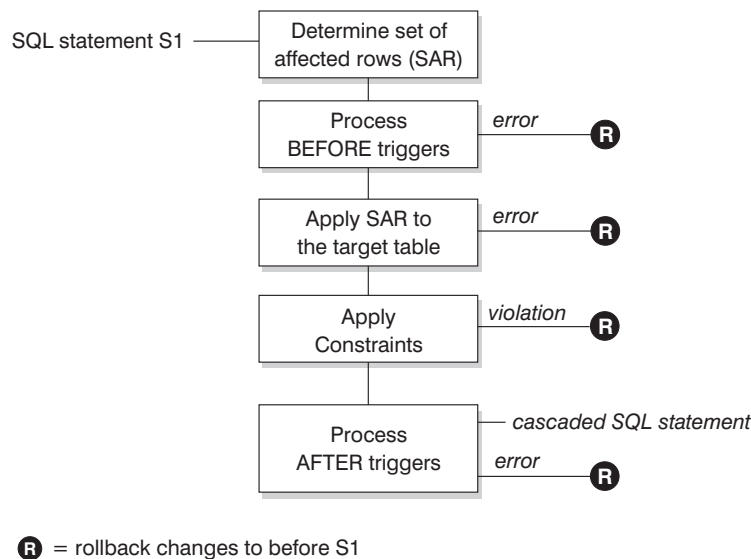 SQL statement S1
Determine set of
affected rows (SAR)
Process
BEFORE triggers
error
R
Apply SAR to
the target table
error
R
Apply
Constraints
violation
R
Process
AFTER triggers
cascaded SQL statement
error
R
R = rollback changes to before S1